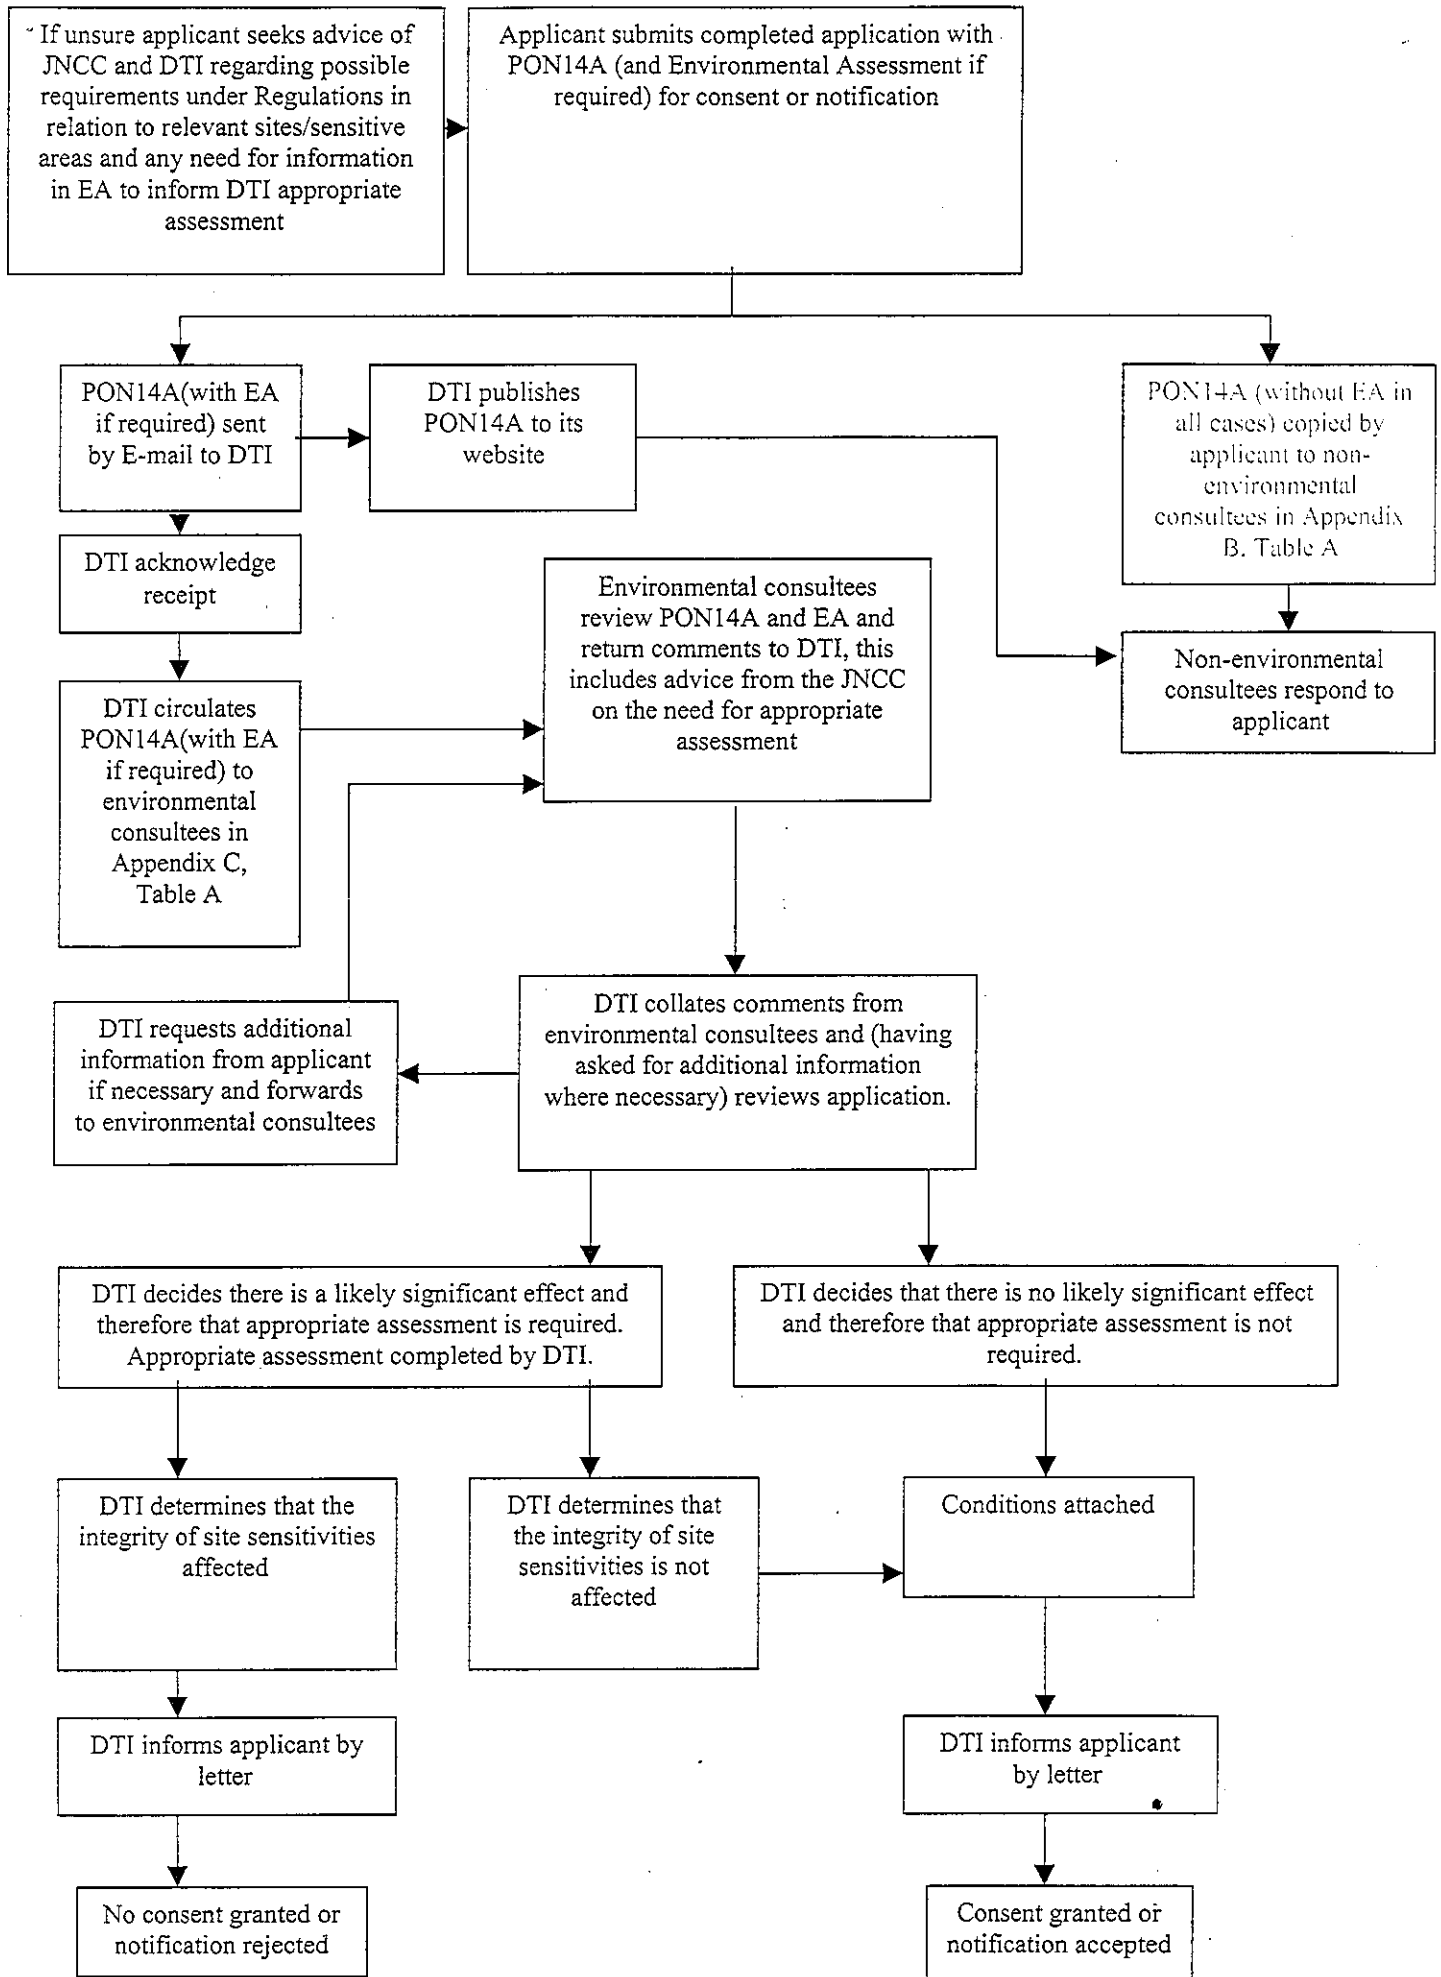 If unsure applicant seeks advice of
JNCC and DTI regarding possible
requirements under Regulations in
relation to relevant sites/sensitive
areas and any need for information
in EA to inform DTI appropriate
assessment
Applicant submits completed application with
PON14A (and Environmental Assessment if
required) for consent or notification
PON14A(with EA
if required) sent
by E-mail to DTI
DTI publishes
PON14A to its
website
PON14A (without EA in
all cases) copied by
applicant to non-
environmental
consultees in Appendix
B, Table A
DTI acknowledge
receipt
Environmental consultees
review PON14A and EA and
return comments to DTI, this
includes advice from the JNCC
on the need for appropriate
assessment
Non-environmental
consultees respond to
applicant
DTI circulates
PON14A(with EA
if required) to
environmental
consultees in
Appendix C,
Table A
DTI requests additional
information from applicant
if necessary and forwards
to environmental consultees
DTI collates comments from
environmental consultees and (having
asked for additional information
where necessary) reviews application.
DTI decides there is a likely significant effect and
therefore that appropriate assessment is required.
Appropriate assessment completed by DTI.
DTI decides that there is no likely significant effect
and therefore that appropriate assessment is not
required.
DTI determines that the
integrity of site sensitivities
affected
DTI determines that
the integrity of site
sensitivities is not
affected
Conditions attached
DTI informs applicant by
letter
DTI informs applicant
by letter
No consent granted or
notification rejected
Consent granted or
notification accepted